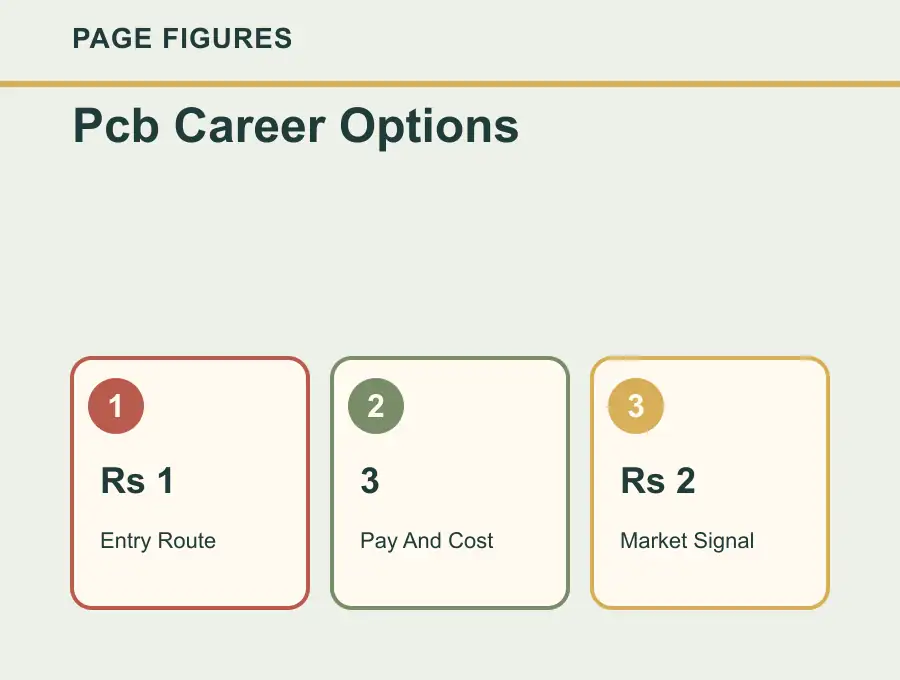 PAGE FIGURES
Pcb Career Options
1
2
3
Rs 1
3
Rs 2
Entry Route
Pay And Cost
Market Signal